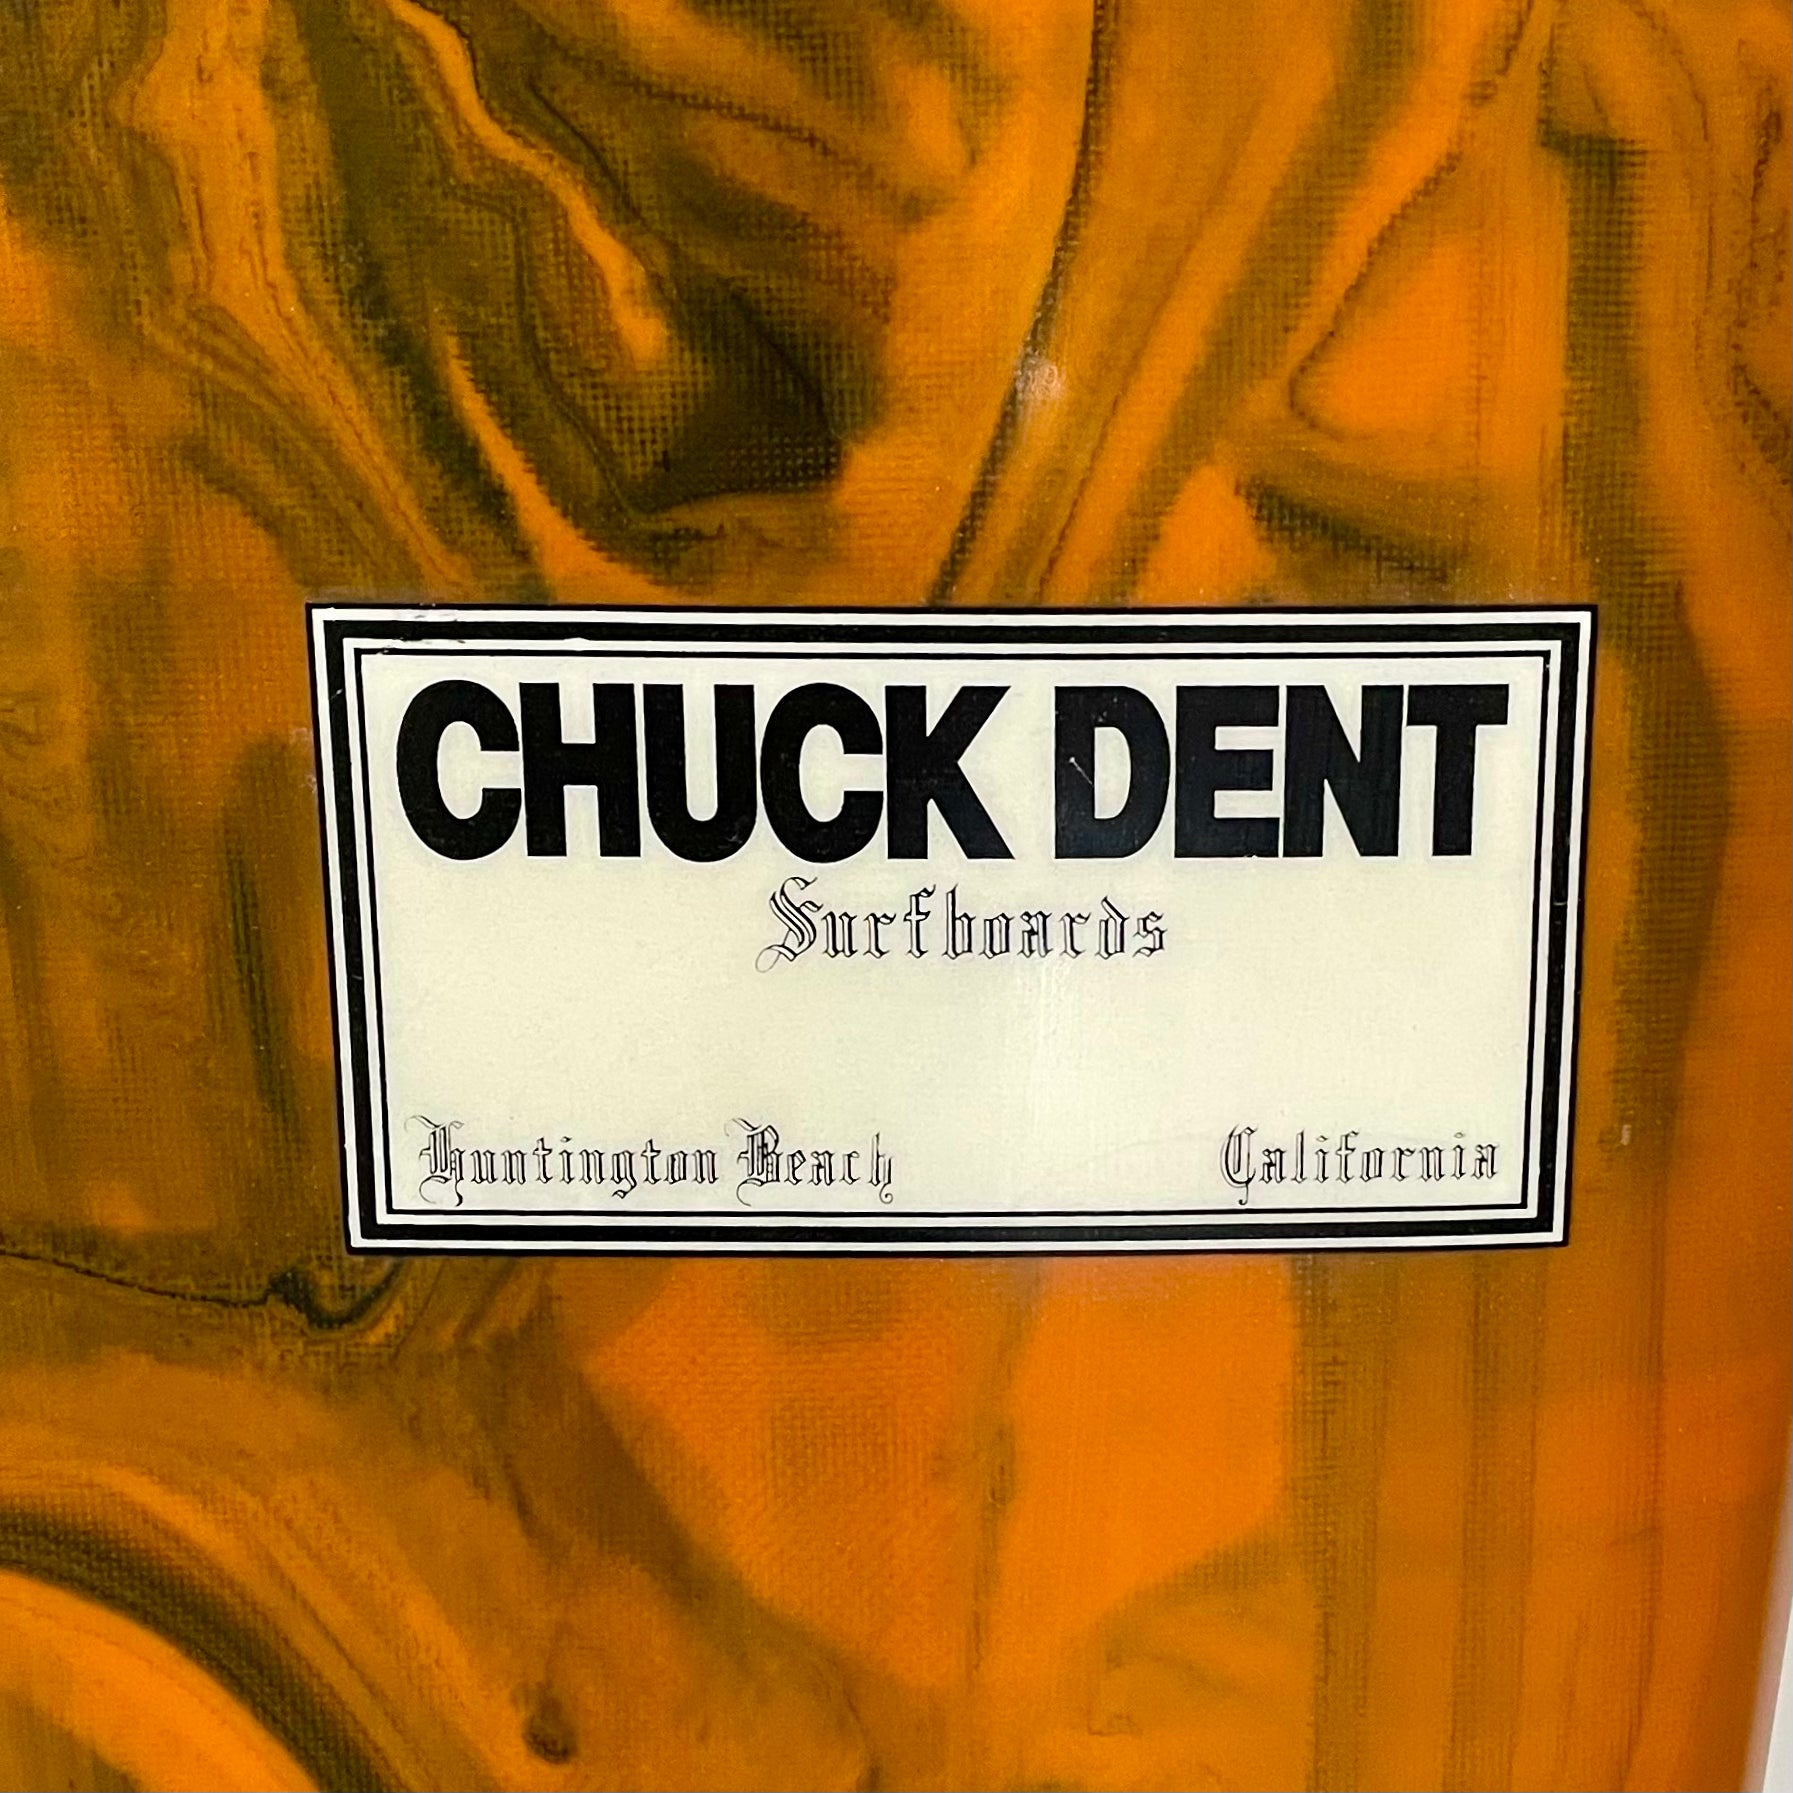 CHUCK DENT
Surfboards
Huntington Beach California